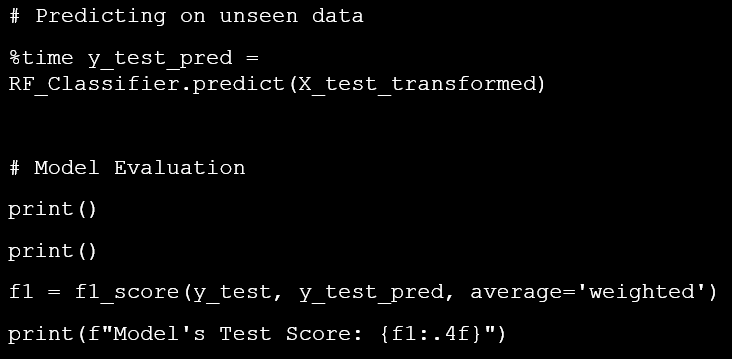 # Predicting on unseen data
%time y_test_pred =
RF_Classifier.predict(X_test_transformed)
# Model Evaluation
print()
print()
f1 = f1_score(y_test, y_test_pred, average='weighted')
print(f"Model's Test Score: {f1:.4f}")